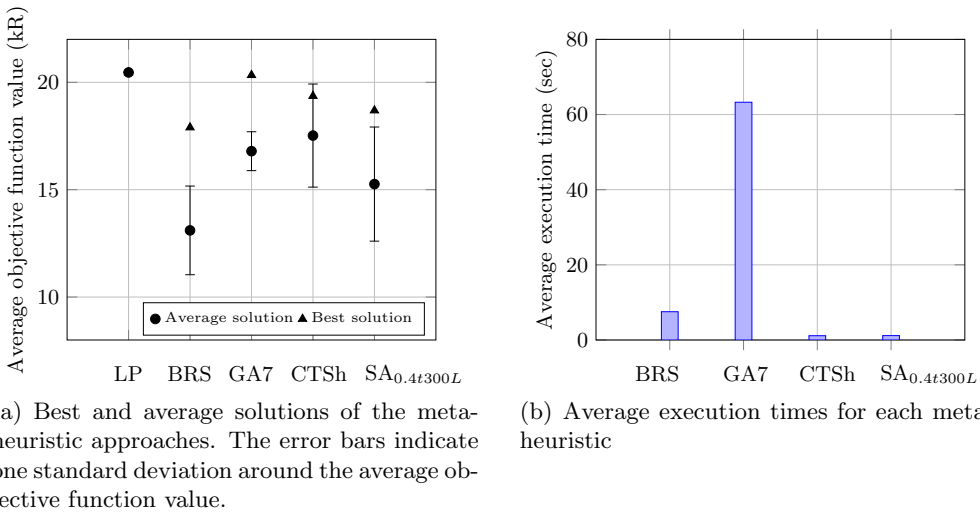 Average objective function value (kR)
20
15
10
Average solution
Best solution
LP BRS GA7 CTSh SA0.4t300L
a) Best and average solutions of the meta-
heuristic approaches. The error bars indicate
one standard deviation around the average ob-
jective function value.
Average execution time (sec)
80
60
40
20
0
BRS GA7 CTSh SA0.4t300L
(b) Average execution times for each meta
heuristic